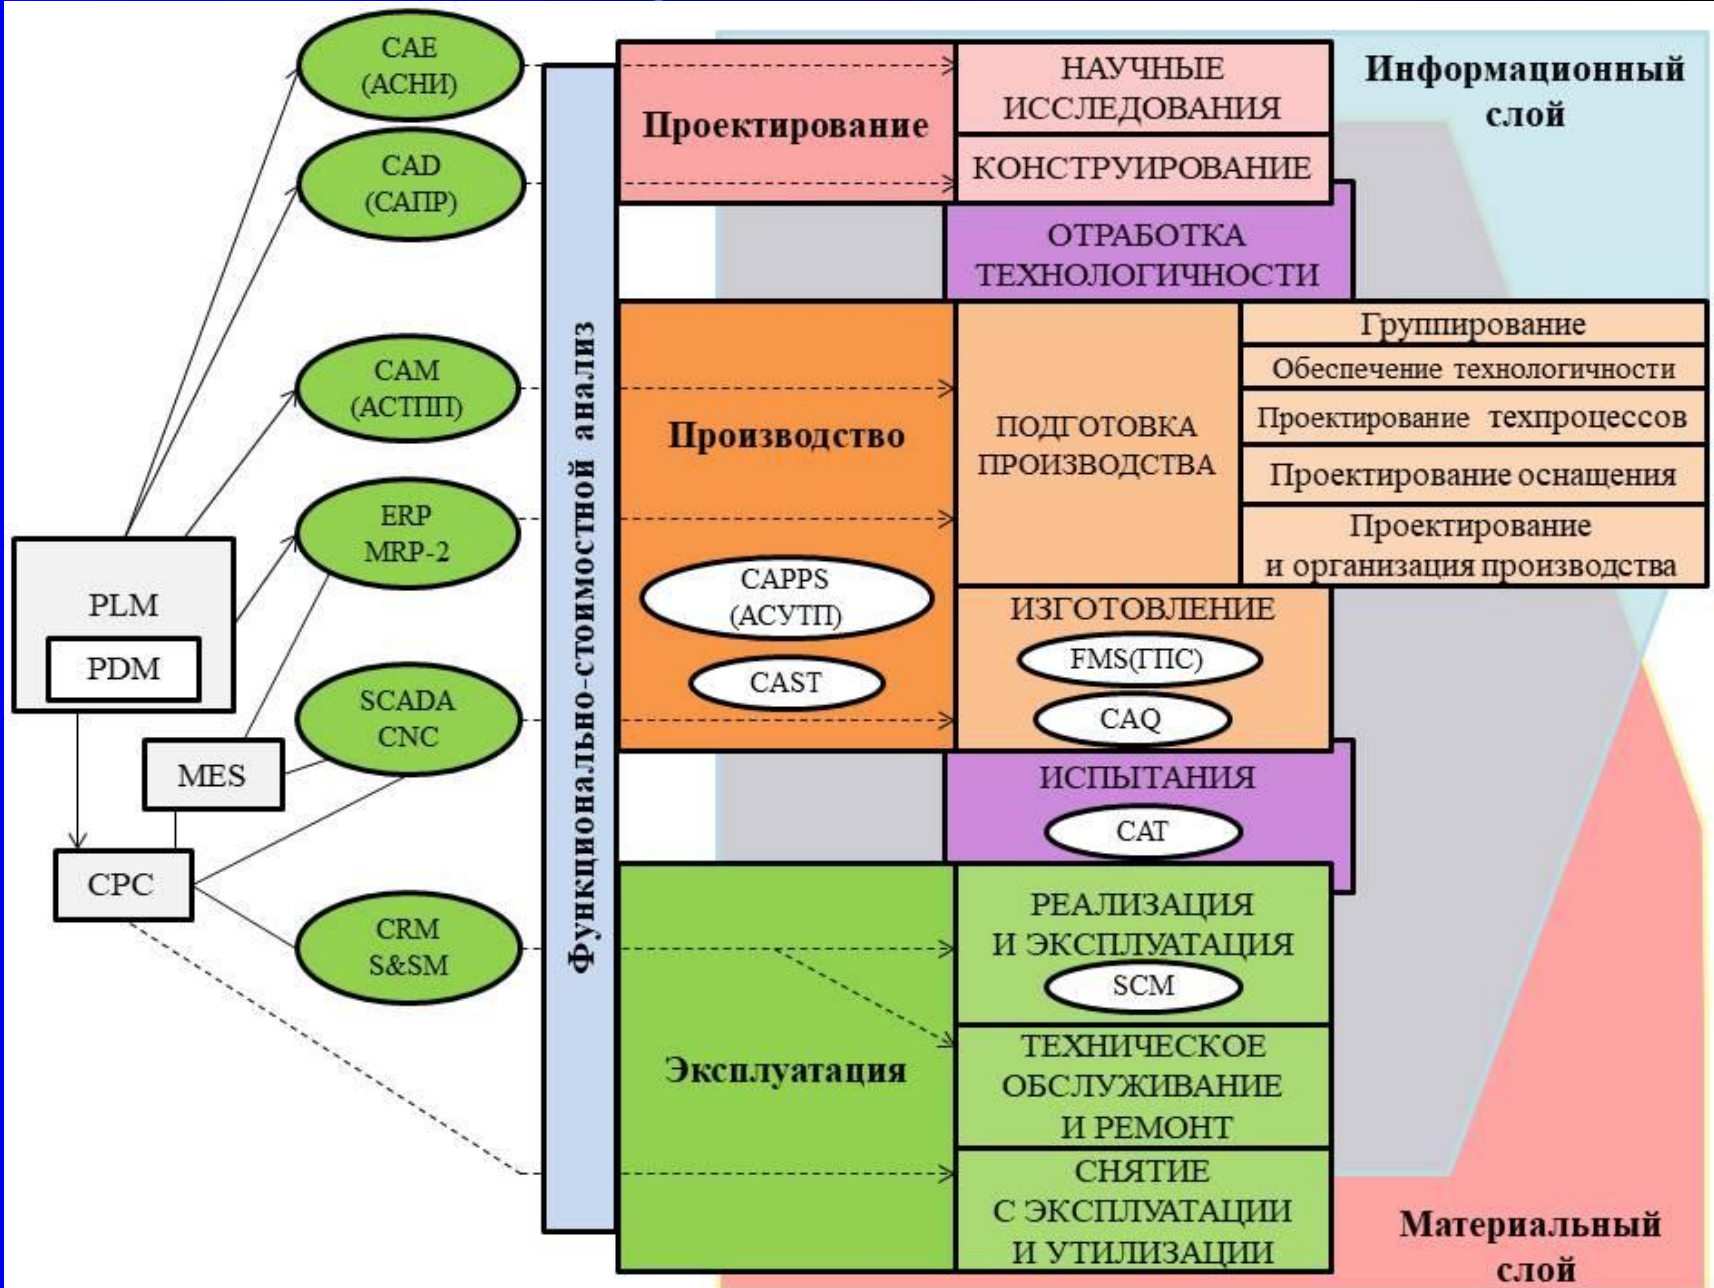 CAE
(АСНИ)
CAD
(САПР)
CAM
(АСТПП)
ERP
MRP-2
PLM
PDM
SCADA
CNC
MES
CPC
CRM
S&SM
Функционально-стоимостной анализ
Проектирование
НАУЧНЫЕ
ИССЛЕДОВАНИЯ
КОНСТРУИРОВАНИЕ
ОТРАБОТКА
ТЕХНОЛОГИЧНОСТИ
Производство
CAPPS
(АСУТП)
CAST
ПОДГОТОВКА
ПРОИЗВОДСТВА
Группирование
Обеспечение технологичности
Проектирование техпроцессов
Проектирование оснащения
Проектирование
и организация производства
ИЗГОТОВЛЕНИЕ
FMS(ГПС)
CAQ
ИСПЫТАНИЯ
CAT
Эксплуатация
РЕАЛИЗАЦИЯ
И ЭКСПЛУАТАЦИЯ
SCM
ТЕХНИЧЕСКОЕ
ОБСЛУЖИВАНИЕ
И РЕМОНТ
СНЯТИЕ
С ЭКСПЛУАТАЦИИ
И УТИЛИЗАЦИИ
Информационный
слой
Материальный
слой